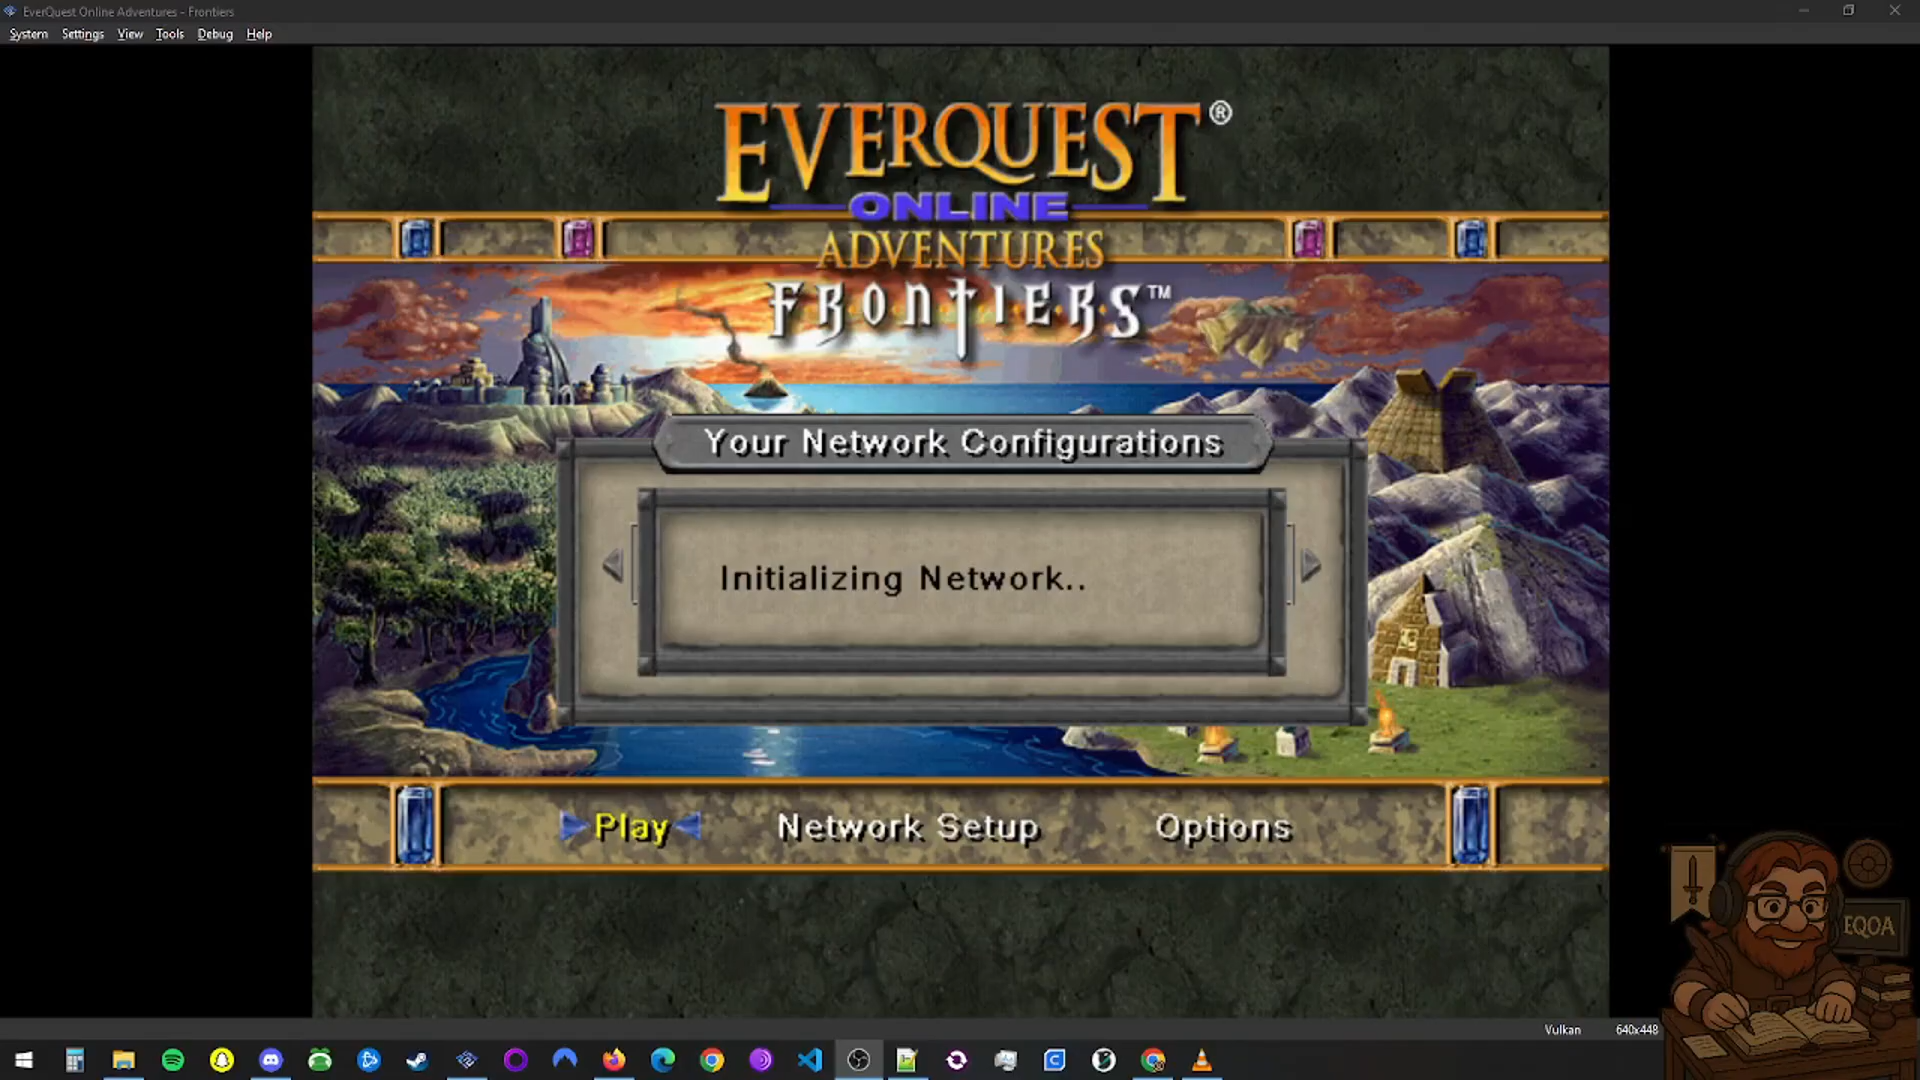 EverQuest Online Adventures - Frontiers
System Settings View Tools Debug Help
EVERQUEST®
ONLINE
ADVENTURES
FRONTIERS™
Your Network Configurations
Initializing Network..
Play Network Setup Options
EQOA
Vulkan 640x448